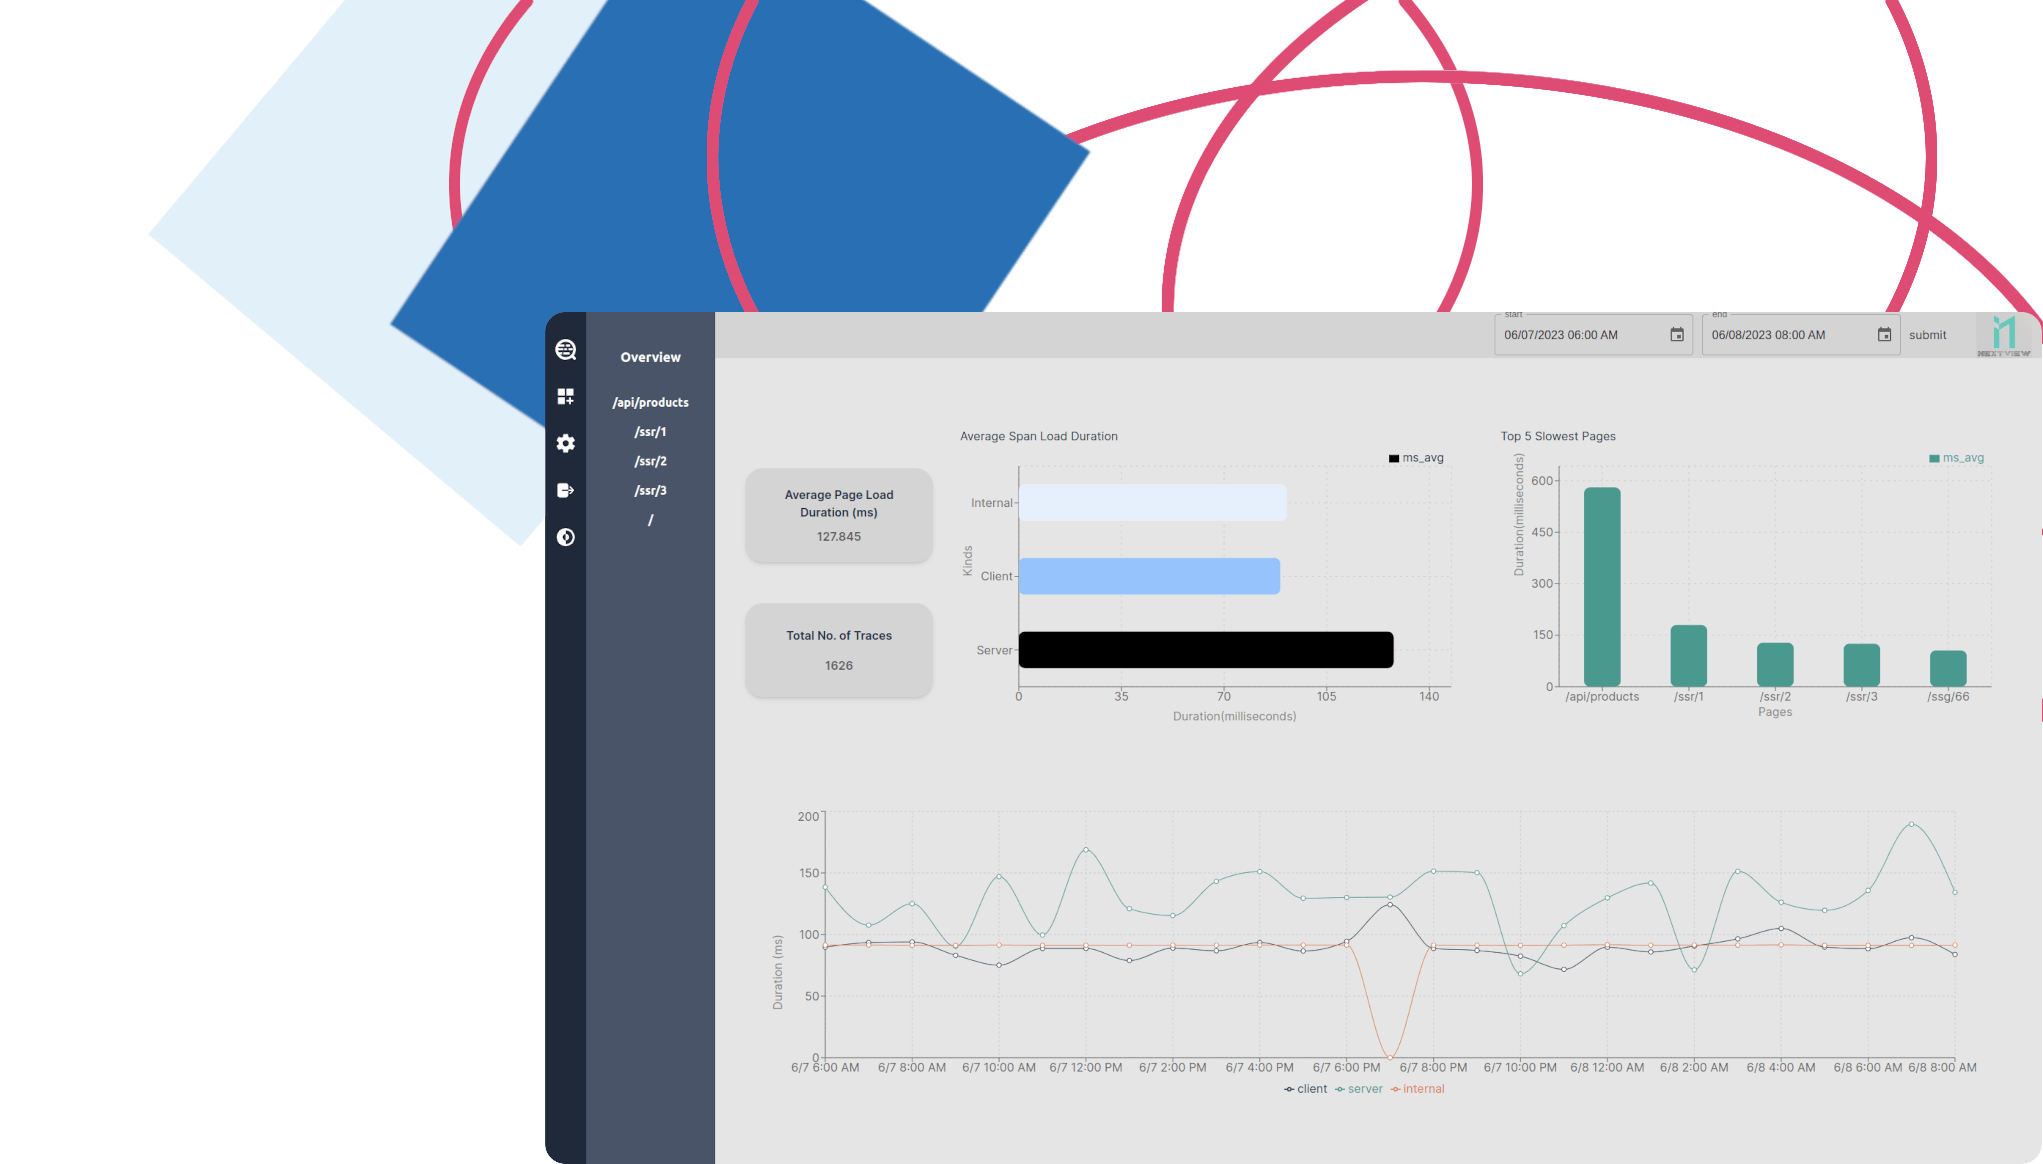 start
end
06/07/2023 06:00 AM
06/08/2023 08:00 AM
submit
NEXTVIEW
Overview
/api/products
/ssr/1
/ssr/2
/ssr/3
/
Average Page Load
Duration (ms)
127.845
Total No. of Traces
1626
Average Span Load Duration
ms_avg
Kinds
Internal
Client
Server
0 35 70 105 140
Duration(milliseconds)
Top 5 Slowest Pages
ms_avg
Duration(milliseconds)
600
450
300
150
0
/api/products /ssr/1 /ssr/2 /ssr/3 /ssg/66
Pages
Duration (ms)
200
150
100
50
0
6/7 6:00 AM 6/7 8:00 AM 6/7 10:00 AM 6/7 12:00 PM 6/7 2:00 PM 6/7 4:00 PM 6/7 6:00 PM 6/7 8:00 PM 6/7 10:00 PM 6/8 12:00 AM 6/8 2:00 AM 6/8 4:00 AM 6/8 6:00 AM 6/8 8:00 AM
client server internal